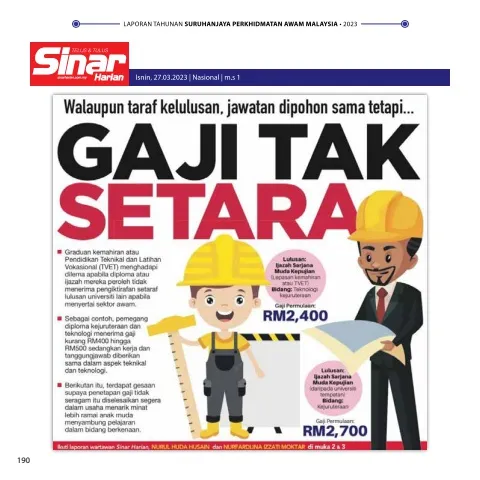 LAPORAN TAHUNAN SURUHANJAYA PERKHIDMATAN AWAM MALAYSIA • 2023
TELUS & TULUS
Sinar
Harian
sinarharian.com.my
Isnin, 27.03.2023 | Nasional | m.s 1
Walaupun taraf kelulusan, jawatan dipohon sama tetapi...
GAJI TAK
SETARA
Graduan kemahiran atau
Pendidikan Teknikal dan Latihan
Vokasional (TVET) menghadapi
dilema apabila diploma atau
ijazah mereka peroleh tidak
menerima pengiktirafan setaraf
lulusan universiti lain apabila
menyertai sektor awam.
Sebagai contoh, pemegang
diploma kejuruteraan dan
teknologi menerima gaji
kurang RM400 hingga
RM500 sedangkan kerja dan
tanggungjawab diberikan
sama dalam aspek teknikal
dan teknologi.
Berikutan itu, terdapat gesaan
supaya penetapan gaji tidak
seragam itu diselesaikan segera
dalam usaha menarik minat
lebih ramai anak muda
menyambung pelajaran
dalam bidang berkenaan.
Lulusan:
Ijazah Sarjana
Muda Kepujian
(Lepasan kemahiran
atau TVET)
Bidang: Teknologi
kejuruteraan
Gaji Permulaan:
RM2,400
Lulusan:
Ijazah Sarjana
Muda Kepujian
(daripada universiti
tempatan)
Bidang:
Kejuruteraan
Gaji Permulaan:
RM2,700
Ikuti laporan wartawan Sinar Harian, NURUL HUDA HUSAIN dan NURFARDLINA IZZATI MOKTAR di muka 2 & 3
190